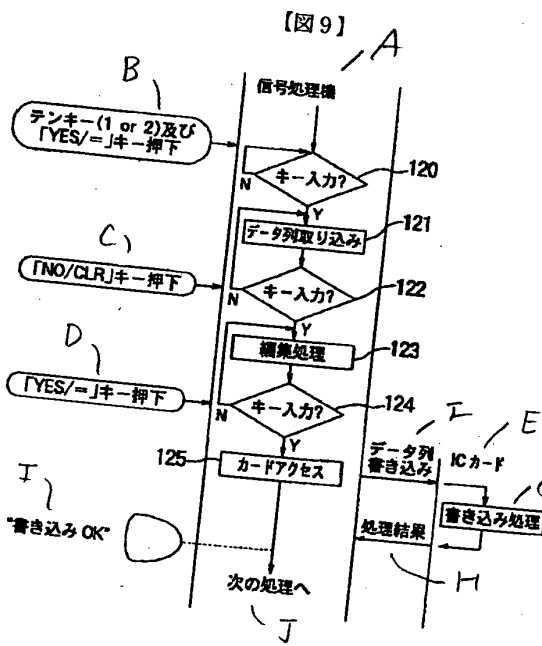 【図9】
A
信号処理機
B
テンキー(1 or 2)及び
「YES/=」キー押下
キー入力?
120
N
Y
121
データ列取り込み
C
「NO/CLR」キー押下
キー入力?
122
N
Y
編集処理
123
D
「YES/=」キー押下
キー入力?
124
N
Y
125
カードアクセス
F
データ列
書き込み
E
ICカード
G
書き込み処理
処理結果
H
I
"書き込み OK"
次の処理へ
J